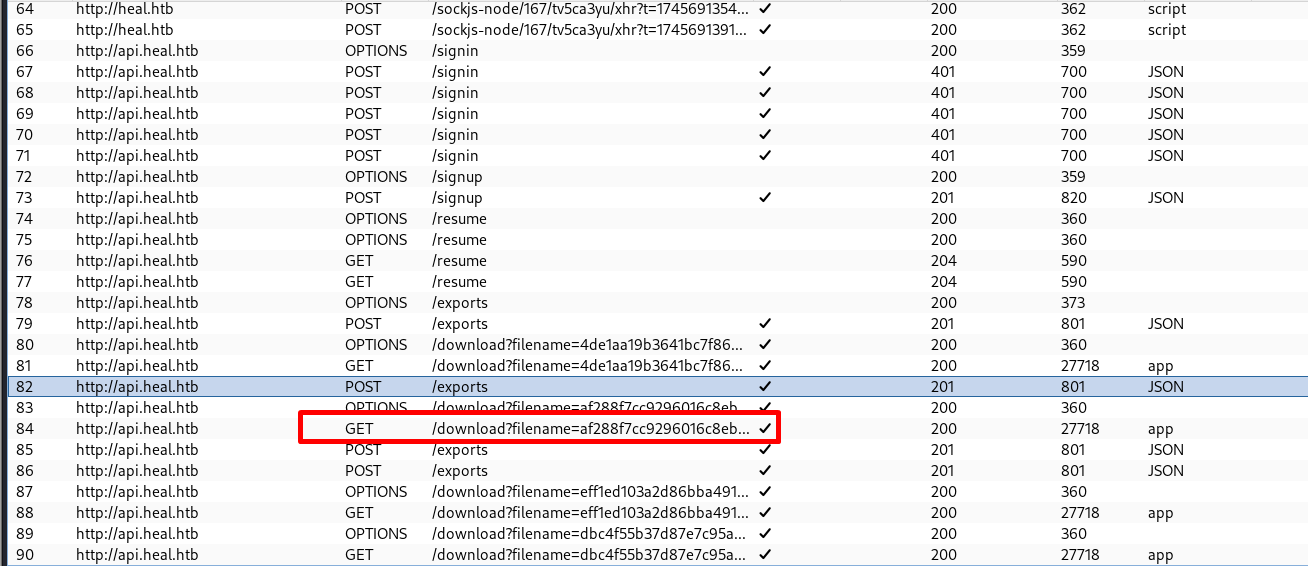 64 http://heal.htb POST /sockjs-node/167/tv5ca3yu/xhr?t=1745691354... ✓ 200 362 script
65 http://heal.htb POST /sockjs-node/167/tv5ca3yu/xhr?t=1745691391... ✓ 200 362 script
66 http://api.heal.htb OPTIONS /signin 200 359
67 http://api.heal.htb POST /signin ✓ 401 700 JSON
68 http://api.heal.htb POST /signin ✓ 401 700 JSON
69 http://api.heal.htb POST /signin ✓ 401 700 JSON
70 http://api.heal.htb POST /signin ✓ 401 700 JSON
71 http://api.heal.htb POST /signin ✓ 401 700 JSON
72 http://api.heal.htb OPTIONS /signup 200 359
73 http://api.heal.htb POST /signup ✓ 201 820 JSON
74 http://api.heal.htb OPTIONS /resume 200 360
75 http://api.heal.htb OPTIONS /resume 200 360
76 http://api.heal.htb GET /resume 204 590
77 http://api.heal.htb GET /resume 204 590
78 http://api.heal.htb OPTIONS /exports 200 373
79 http://api.heal.htb POST /exports ✓ 201 801 JSON
80 http://api.heal.htb OPTIONS /download?filename=4de1aa19b3641bc7f86... ✓ 200 360
81 http://api.heal.htb GET /download?filename=4de1aa19b3641bc7f86... ✓ 200 27718 app
82 http://api.heal.htb POST /exports ✓ 201 801 JSON
83 http://api.heal.htb OPTIONS /download?filename=af288f7cc9296016c8eb... ✓ 200 360
84 http://api.heal.htb GET /download?filename=af288f7cc9296016c8eb... ✓ 200 27718 app
85 http://api.heal.htb POST /exports ✓ 201 801 JSON
86 http://api.heal.htb POST /exports ✓ 201 801 JSON
87 http://api.heal.htb OPTIONS /download?filename=eff1ed103a2d86bba491... ✓ 200 360
88 http://api.heal.htb GET /download?filename=eff1ed103a2d86bba491... ✓ 200 27718 app
89 http://api.heal.htb OPTIONS /download?filename=dbc4f55b37d87e7c95a... ✓ 200 360
90 http://api.heal.htb GET /download?filename=dbc4f55b37d87e7c95a... ✓ 200 27718 app